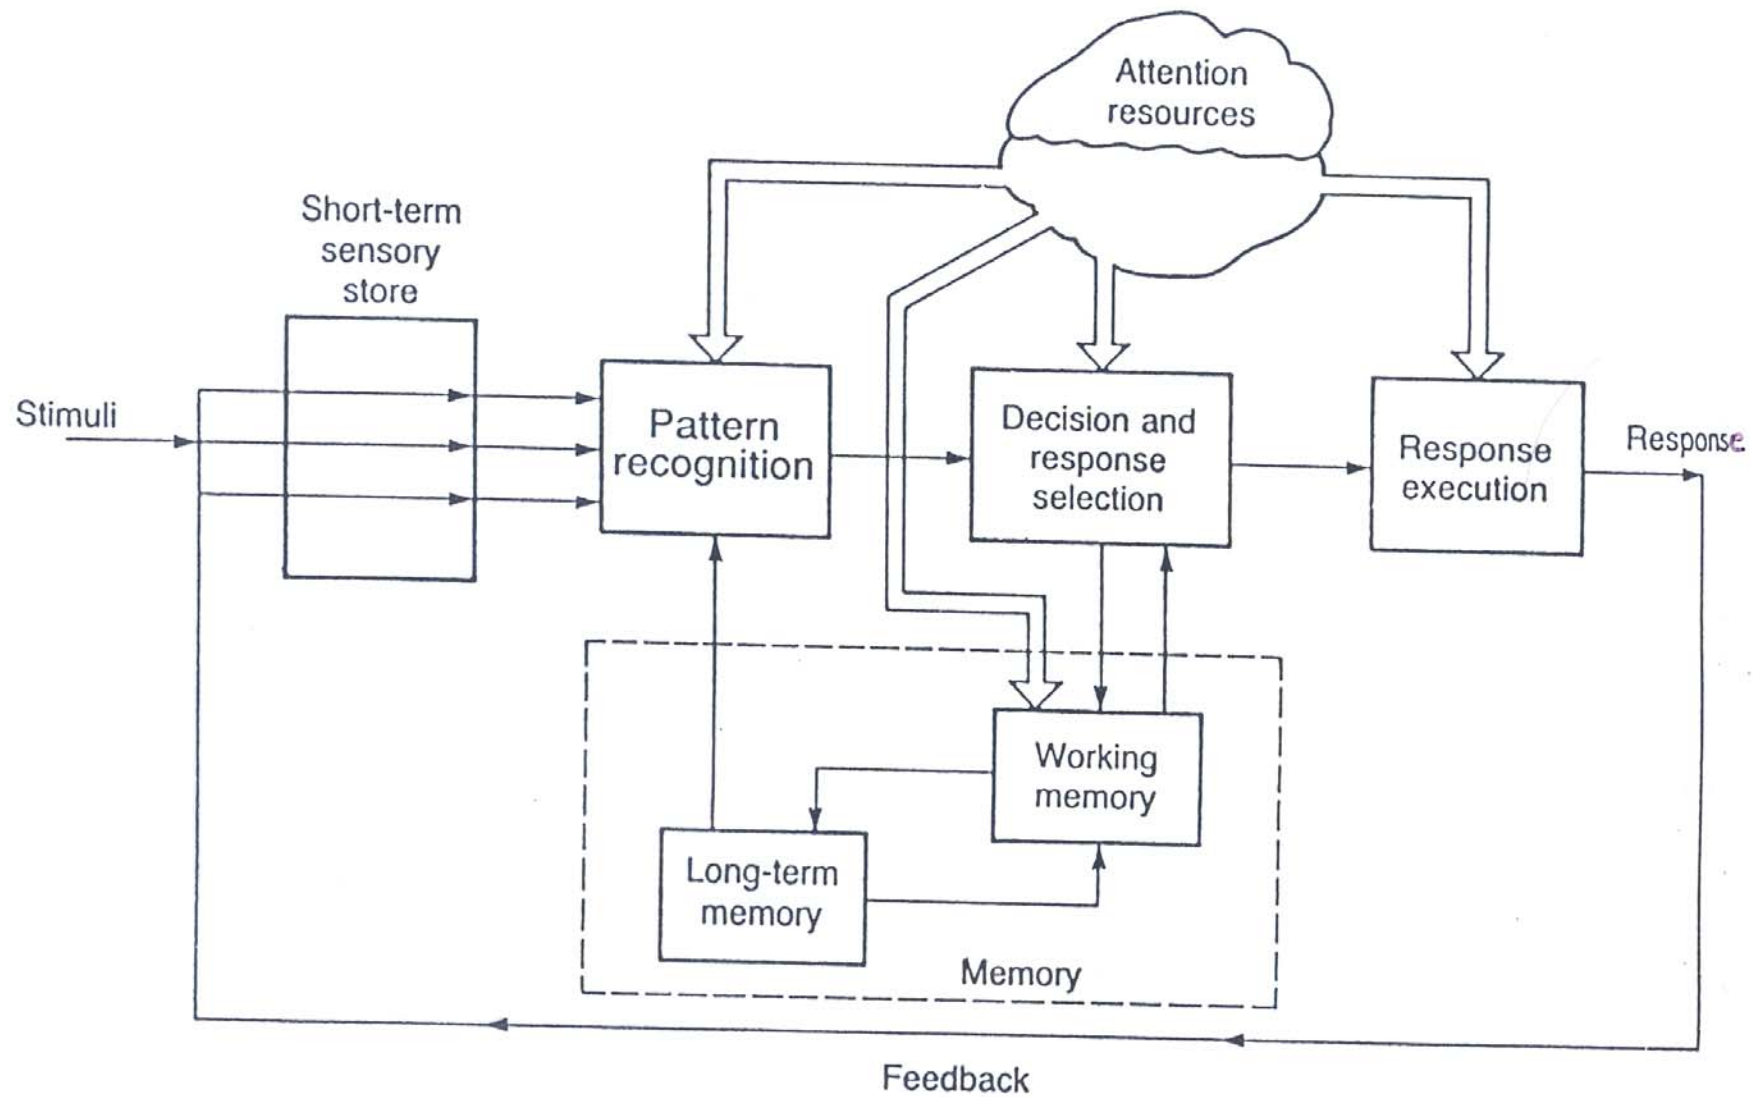 Attention
resources
Short-term
sensory
store
Stimuli
Pattern
recognition
Decision and
response
selection
Response
execution
Response
Working
memory
Long-term
memory
Memory
Feedback